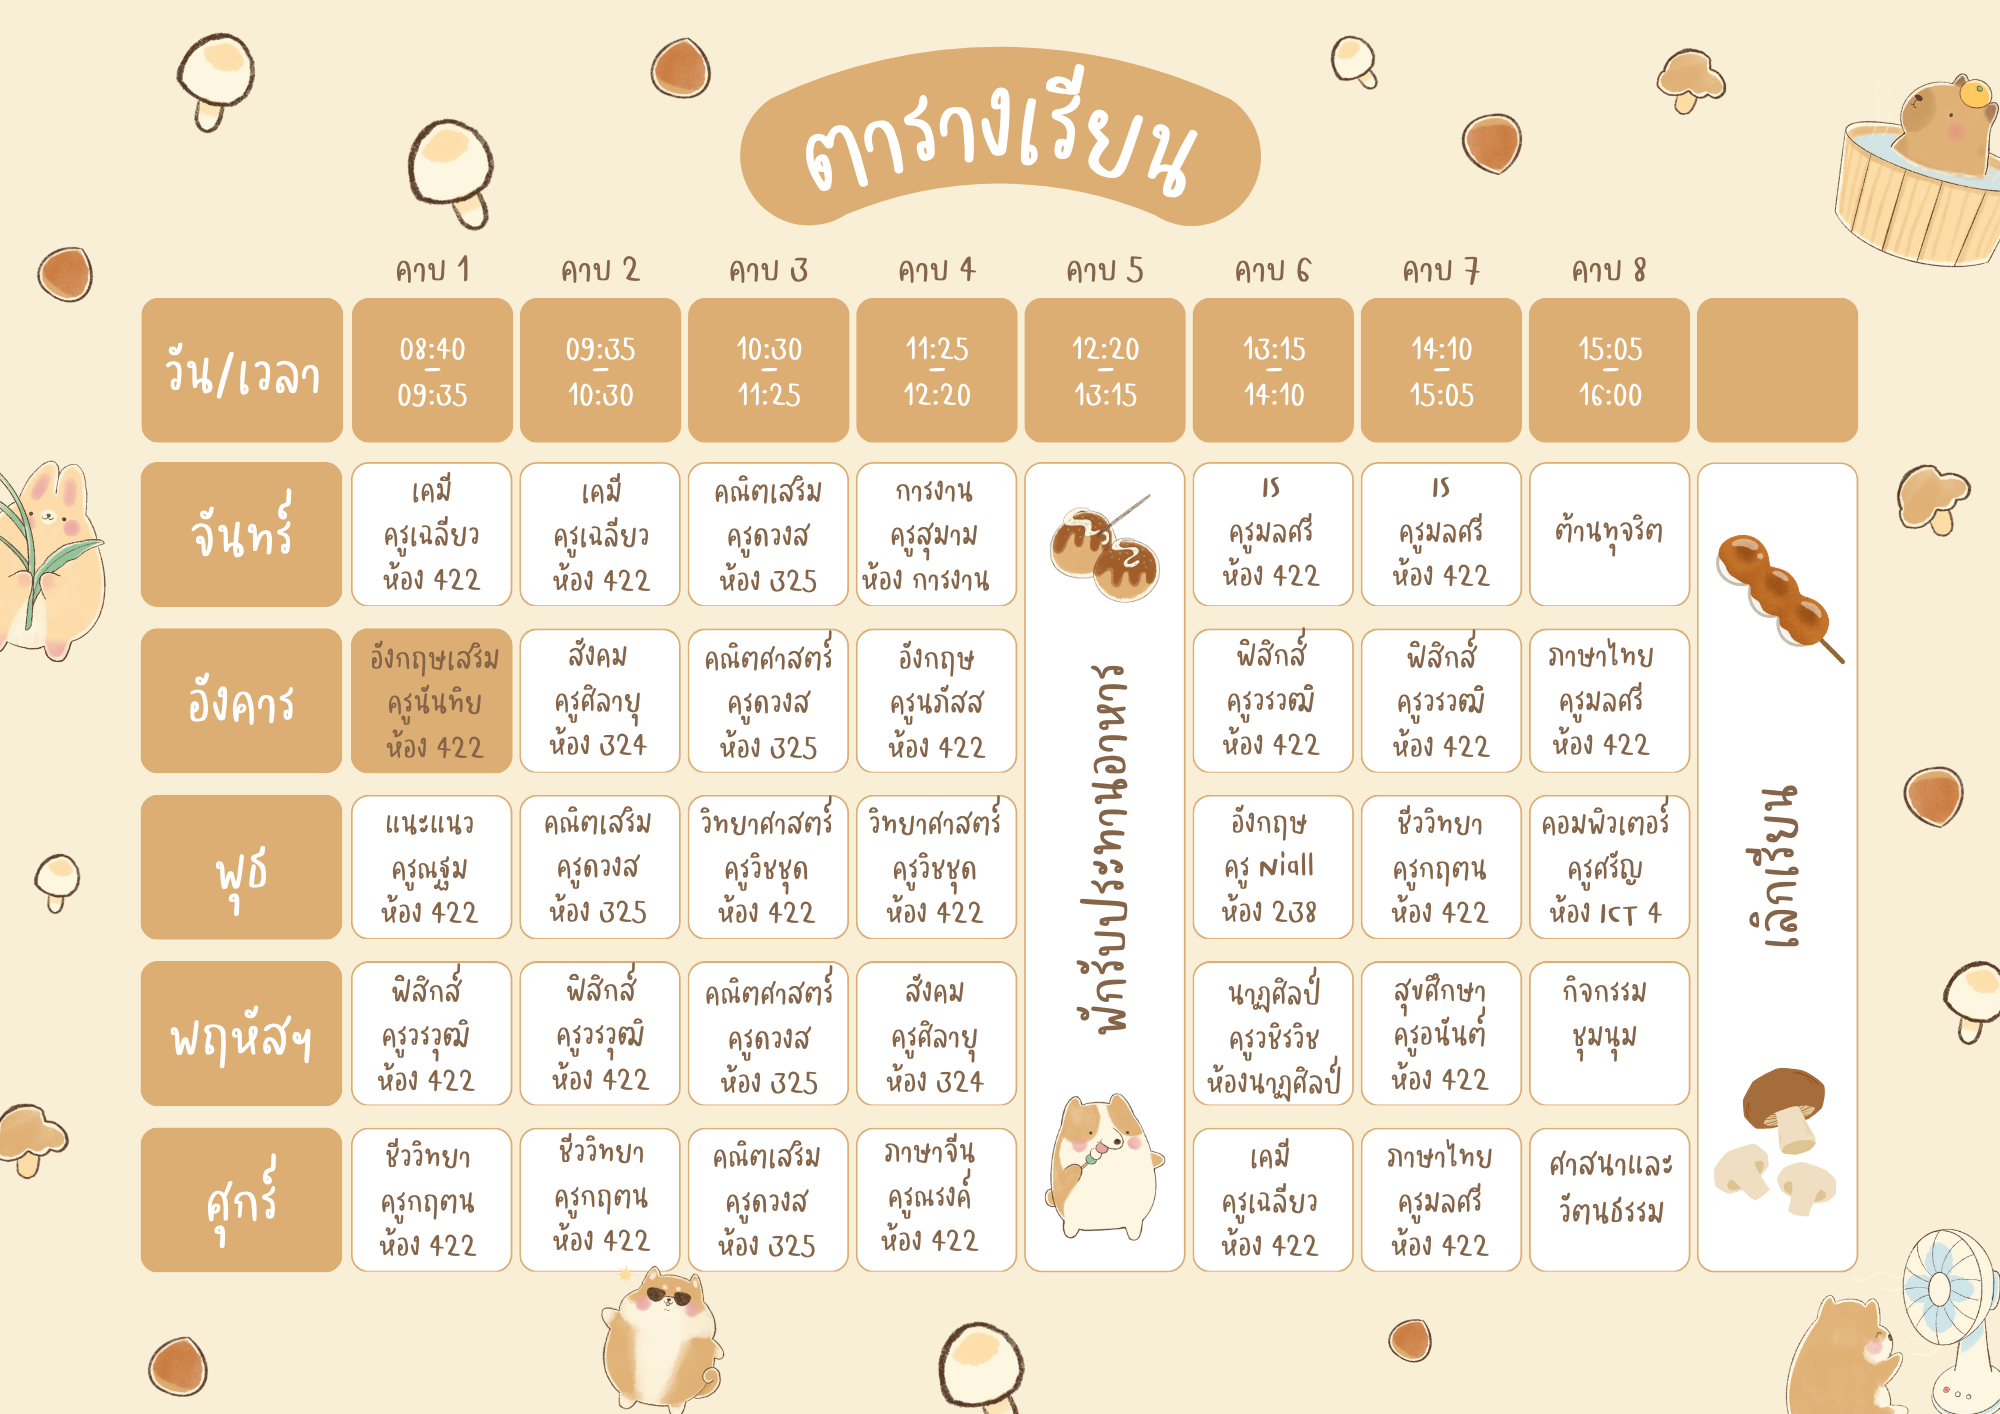 ตารางเรียน
คาบ 1
คาบ 2
คาบ 3
คาบ 4
คาบ 5
คาบ 6
คาบ 7
คาบ 8
วัน/เวลา
08:40
–
09:35
09:35
–
10:30
10:30
–
11:25
11:25
–
12:20
12:20
–
13:15
13:15
–
14:10
14:10
–
15:05
15:05
–
16:00
จันทร์
เคมี
ครูเฉลียว
ห้อง 422
เคมี
ครูเฉลียว
ห้อง 422
คณิตเสริม
ครูดวงส
ห้อง 325
การงาน
ครูสุมาม
ห้อง การงาน
พักรับประทานอาหาร
IS
ครูมลศรี
ห้อง 422
IS
ครูมลศรี
ห้อง 422
ต้านทุจริต
เลิกเรียน
อังคาร
อังกฤษเสริม
ครูนันทิย
ห้อง 422
สังคม
ครูศิลายุ
ห้อง 324
คณิตศาสตร์
ครูดวงส
ห้อง 325
อังกฤษ
ครูนภัสส
ห้อง 422
ฟิสิกส์
ครูวรวุฒิ
ห้อง 422
ฟิสิกส์
ครูวรวุฒิ
ห้อง 422
ภาษาไทย
ครูมลศรี
ห้อง 422
พุธ
แนะแนว
ครูณฐม
ห้อง 422
คณิตเสริม
ครูดวงส
ห้อง 325
วิทยาศาสตร์
ครูวิชชุด
ห้อง 422
วิทยาศาสตร์
ครูวิชชุด
ห้อง 422
อังกฤษ
ครู Niall
ห้อง 238
ชีววิทยา
ครูกฤตน
ห้อง 422
คอมพิวเตอร์
ครูศรัญ
ห้อง ICT 4
พฤหัสฯ
ฟิสิกส์
ครูวรวุฒิ
ห้อง 422
ฟิสิกส์
ครูวรวุฒิ
ห้อง 422
คณิตศาสตร์
ครูดวงส
ห้อง 325
สังคม
ครูศิลายุ
ห้อง 324
นาฏศิลป์
ครูวชิรวิช
ห้องนาฏศิลป์
สุขศึกษา
ครูอนันต์
ห้อง 422
กิจกรรม
ชุมนุม
ศุกร์
ชีววิทยา
ครูกฤตน
ห้อง 422
ชีววิทยา
ครูกฤตน
ห้อง 422
คณิตเสริม
ครูดวงส
ห้อง 325
ภาษาจีน
ครูณรงค์
ห้อง 422
เคมี
ครูเฉลียว
ห้อง 422
ภาษาไทย
ครูมลศรี
ห้อง 422
ศาสนาและ
วัฒนธรรม